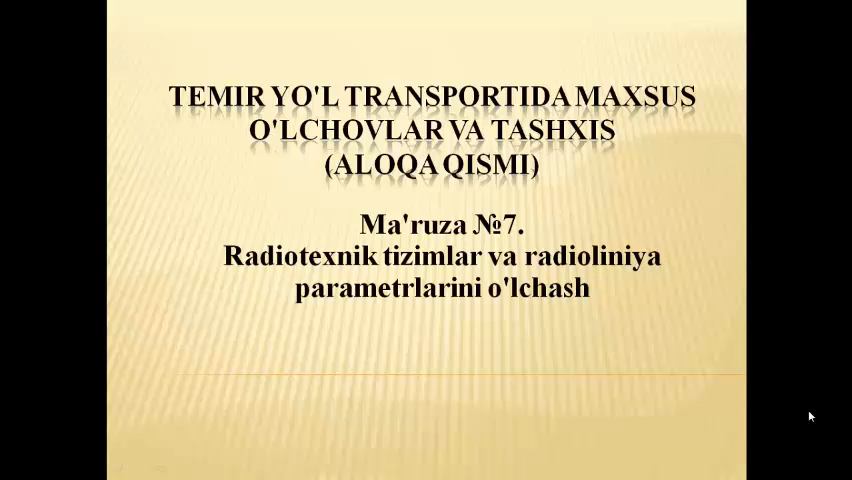 TEMIR YO'L TRANSPORTIDA MAXSUS
O'LCHOVLAR VA TASHXIS
(ALOQA QISMI)
Ma'ruza №7.
Radiotexnik tizimlar va radioliniya
parametrlarini o'lchash